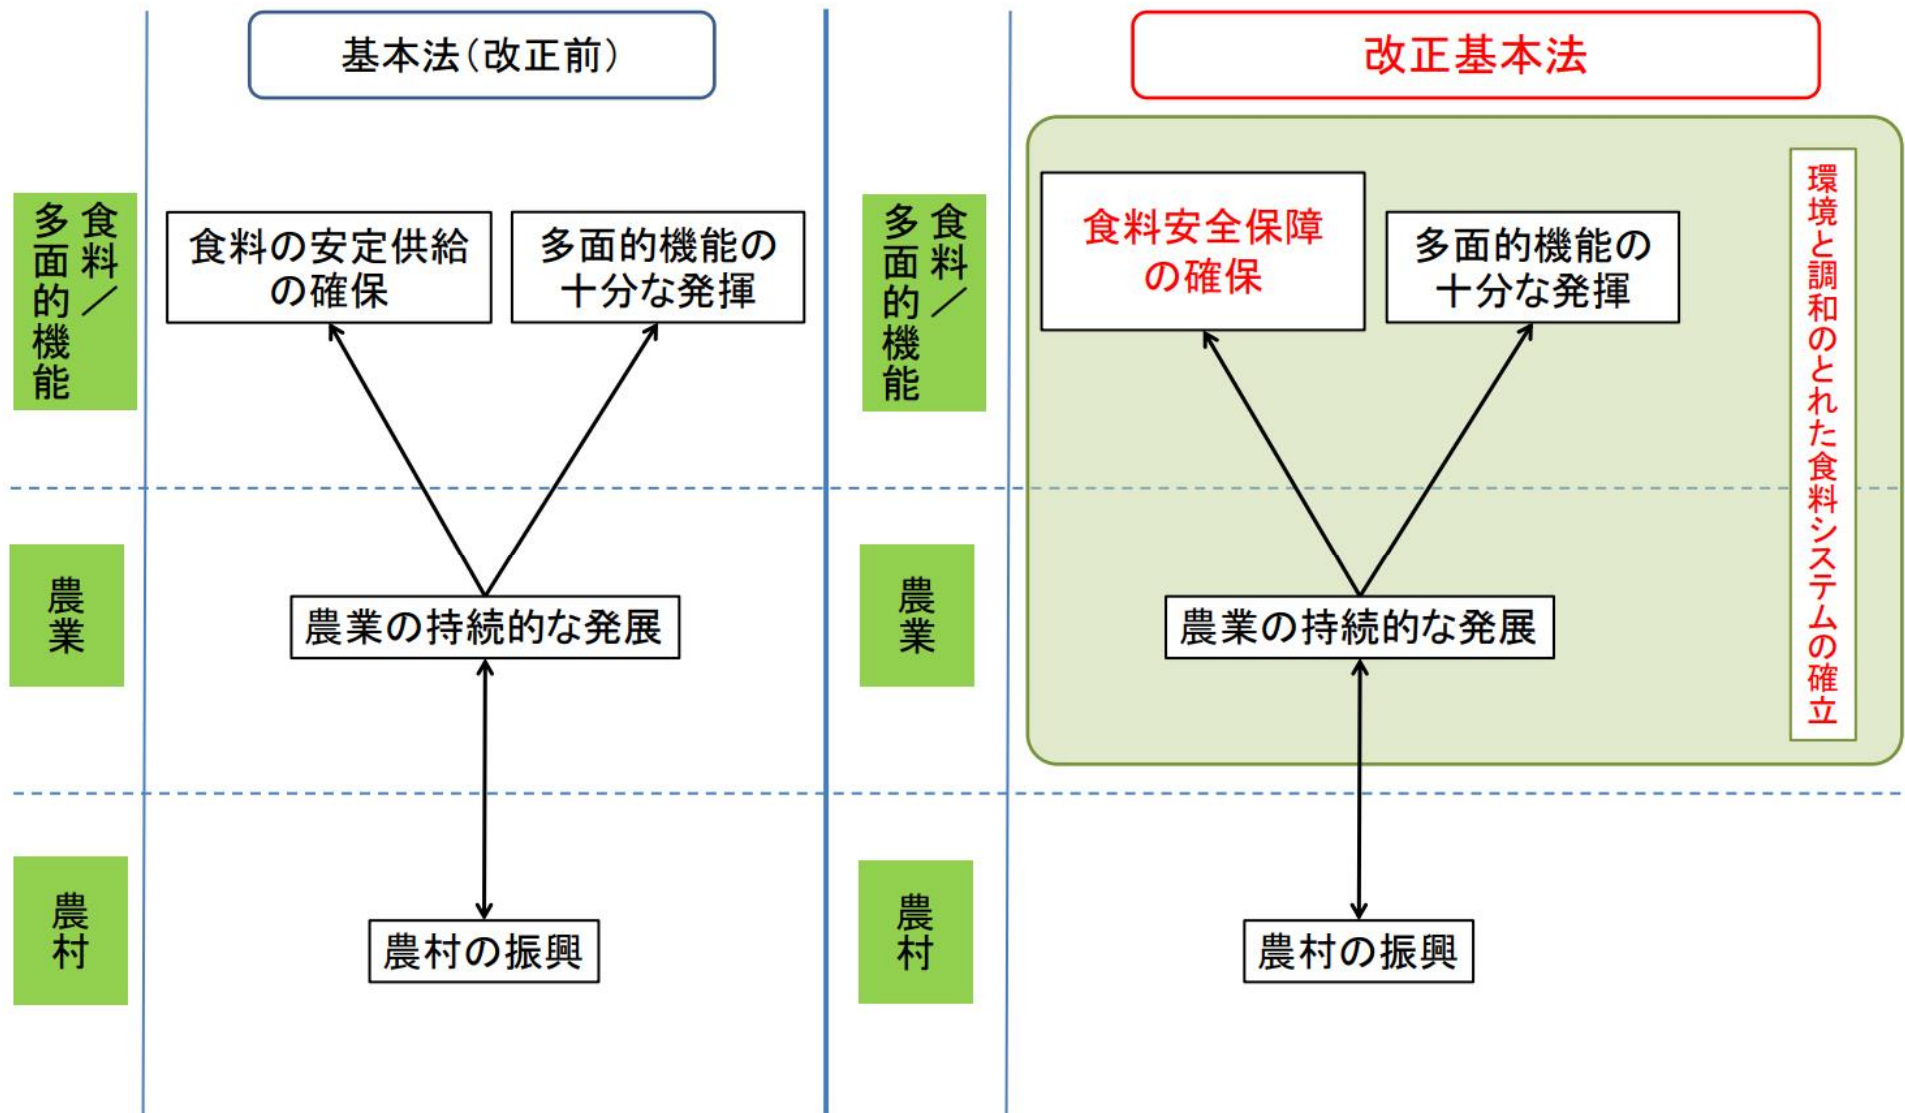 基本法（改正前）
食料／
多面的機能
食料の安定供給
の確保
多面的機能の
十分な発揮
農業
農業の持続的な発展
農村
農村の振興
改正基本法
食料／
多面的機能
食料安全保障
の確保
多面的機能の
十分な発揮
環境と調和のとれた食料システムの確立
農業
農業の持続的な発展
農村
農村の振興